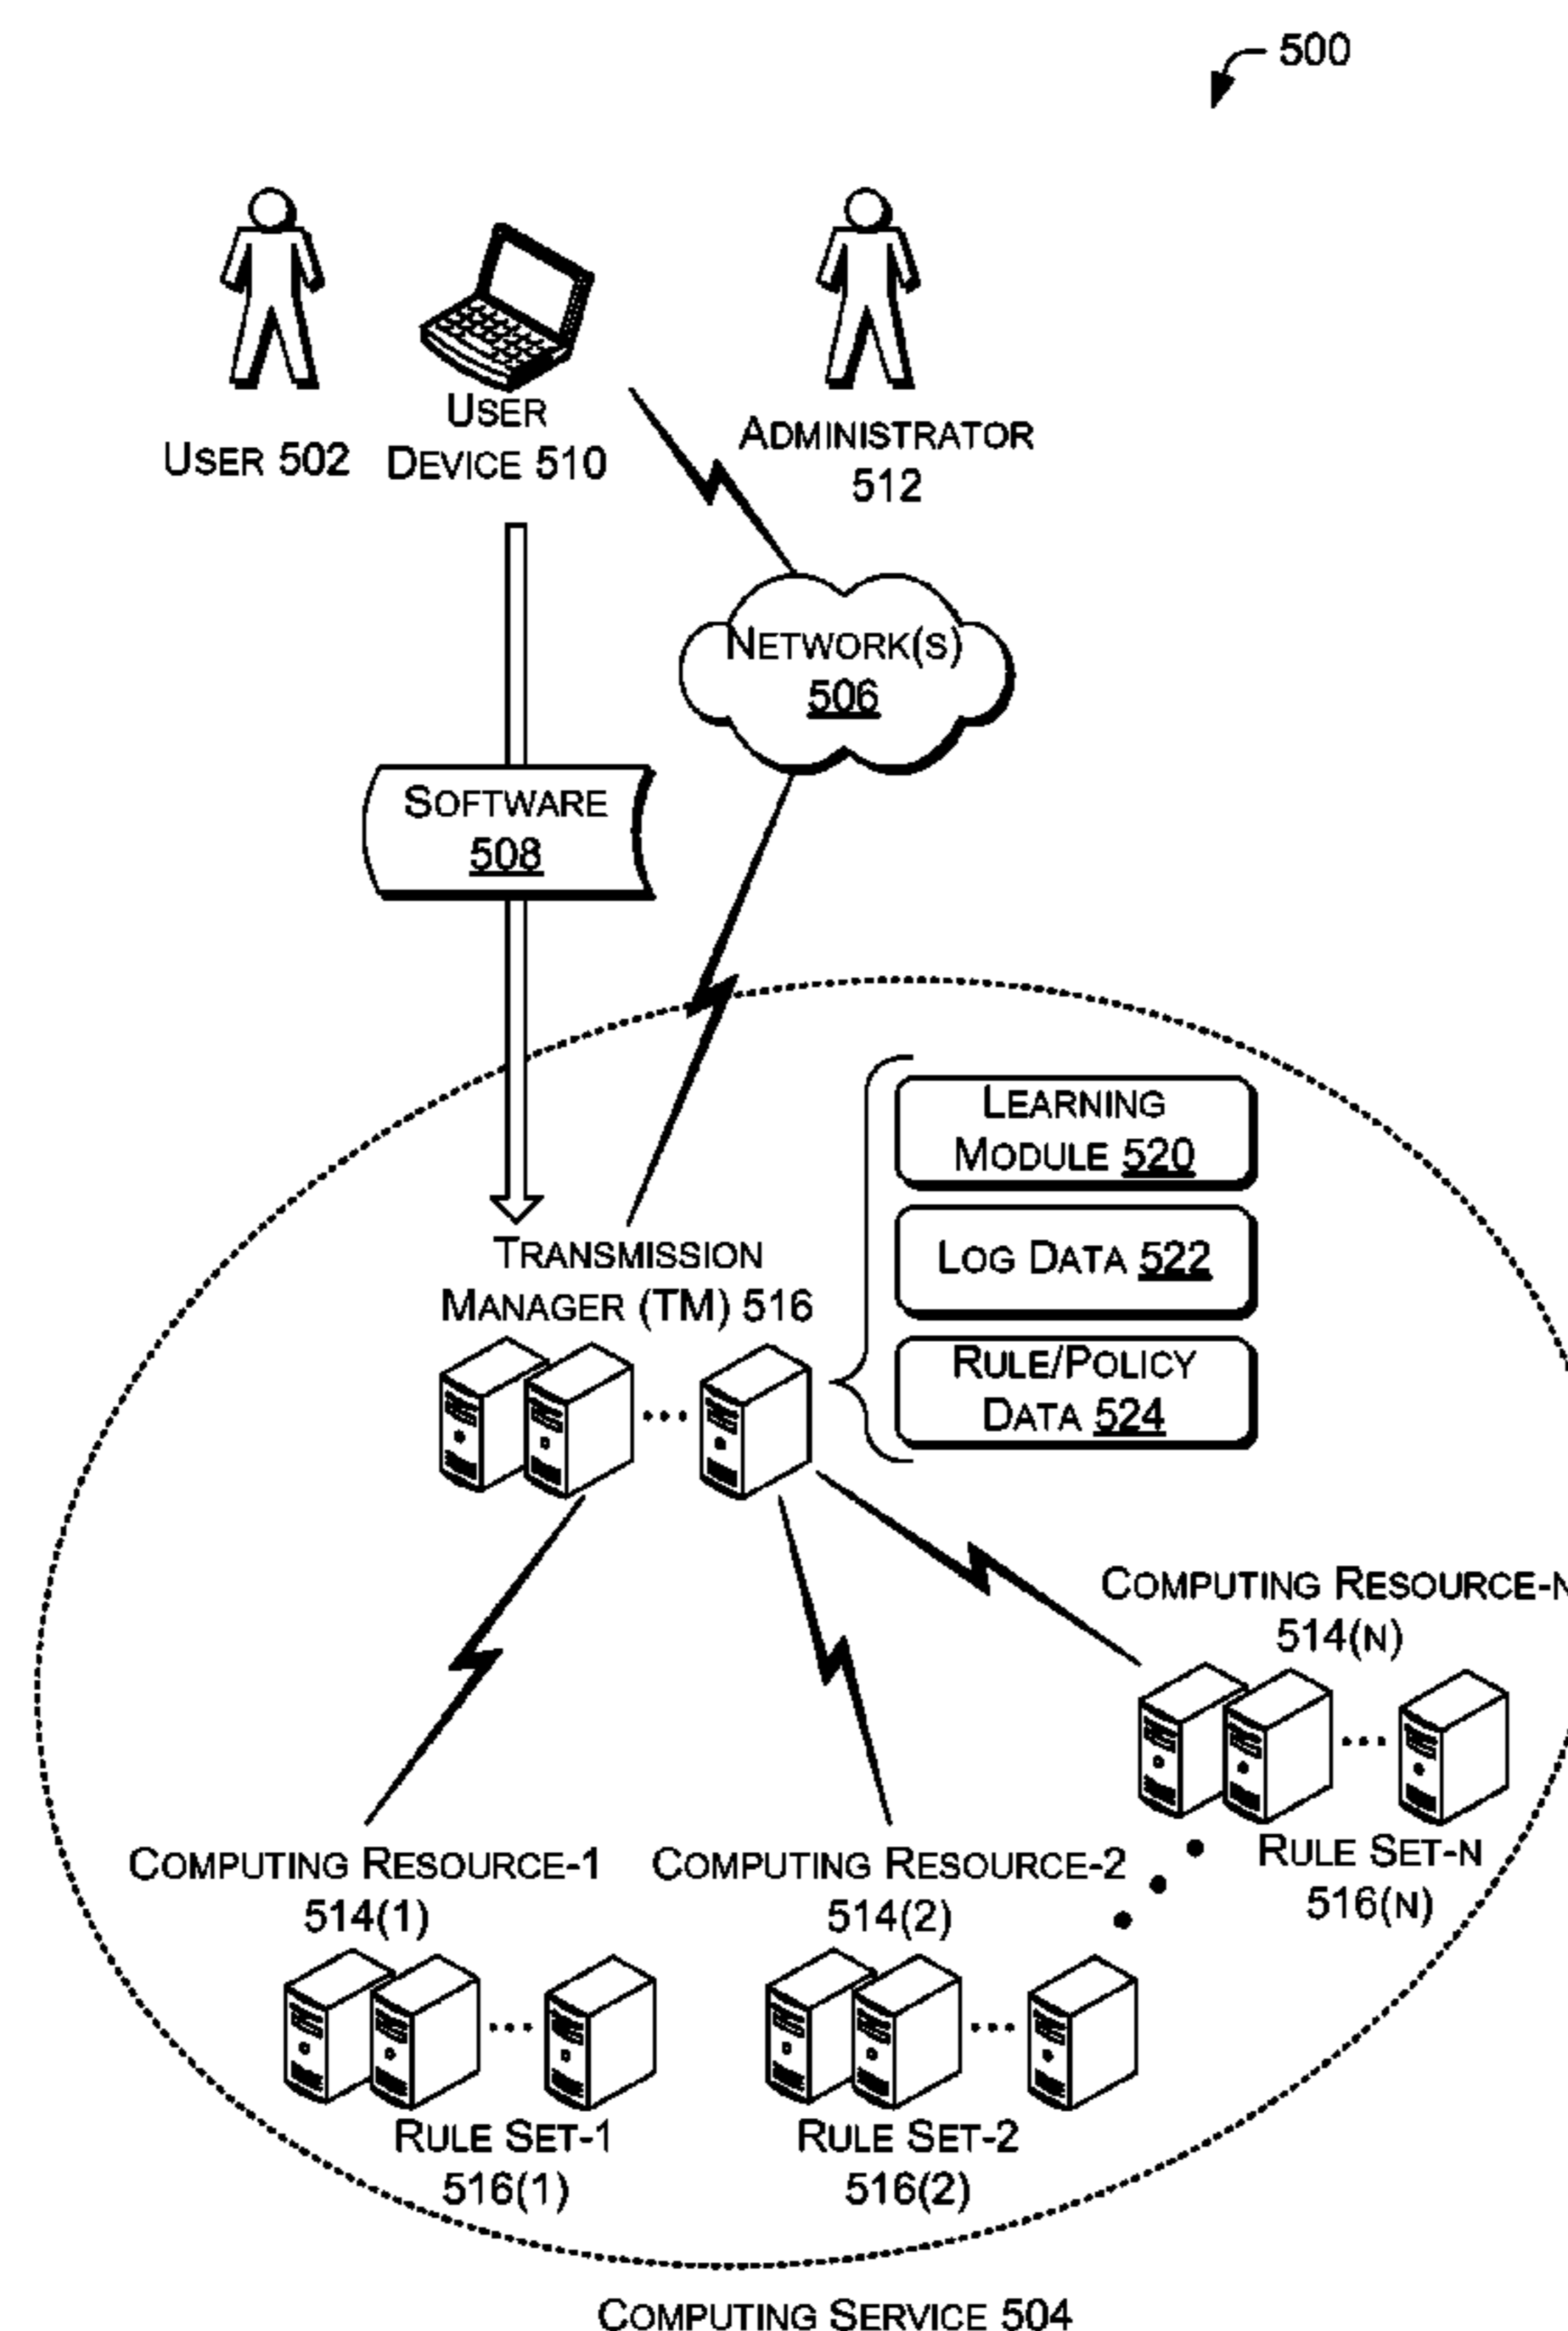 500
USER 502
USER
DEVICE 510
ADMINISTRATOR
512
NETWORK(S)
506
SOFTWARE
508
LEARNING
MODULE 520
LOG DATA 522
RULE/POLICY
DATA 524
TRANSMISSION
MANAGER (TM) 516
COMPUTING RESOURCE-N
514(N)
RULE SET-N
516(N)
COMPUTING RESOURCE-1
514(1)
COMPUTING RESOURCE-2
514(2)
RULE SET-1
516(1)
RULE SET-2
516(2)
COMPUTING SERVICE 504